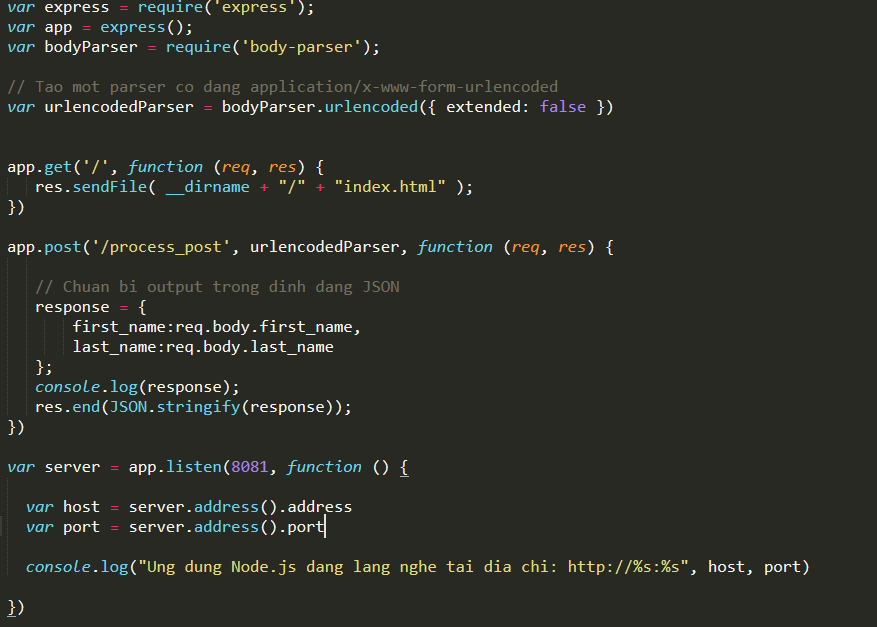 var express = require('express');
var app = express();
var bodyParser = require('body-parser');
// Tao mot parser co dang application/x-www-form-urlencoded
var urlencodedParser = bodyParser.urlencoded({ extended: false })
app.get('/', function (req, res) {
res.sendFile( __dirname + "/" + "index.html" );
})
app.post('/process_post', urlencodedParser, function (req, res) {
// Chuan bi output trong dinh dang JSON
response = {
first_name:req.body.first_name,
last_name:req.body.last_name
};
console.log(response);
res.end(JSON.stringify(response));
})
var server = app.listen(8081, function () {
var host = server.address().address
var port = server.address().port
console.log("Ung dung Node.js dang lang nghe tai dia chi: http://%s:%s", host, port)
})